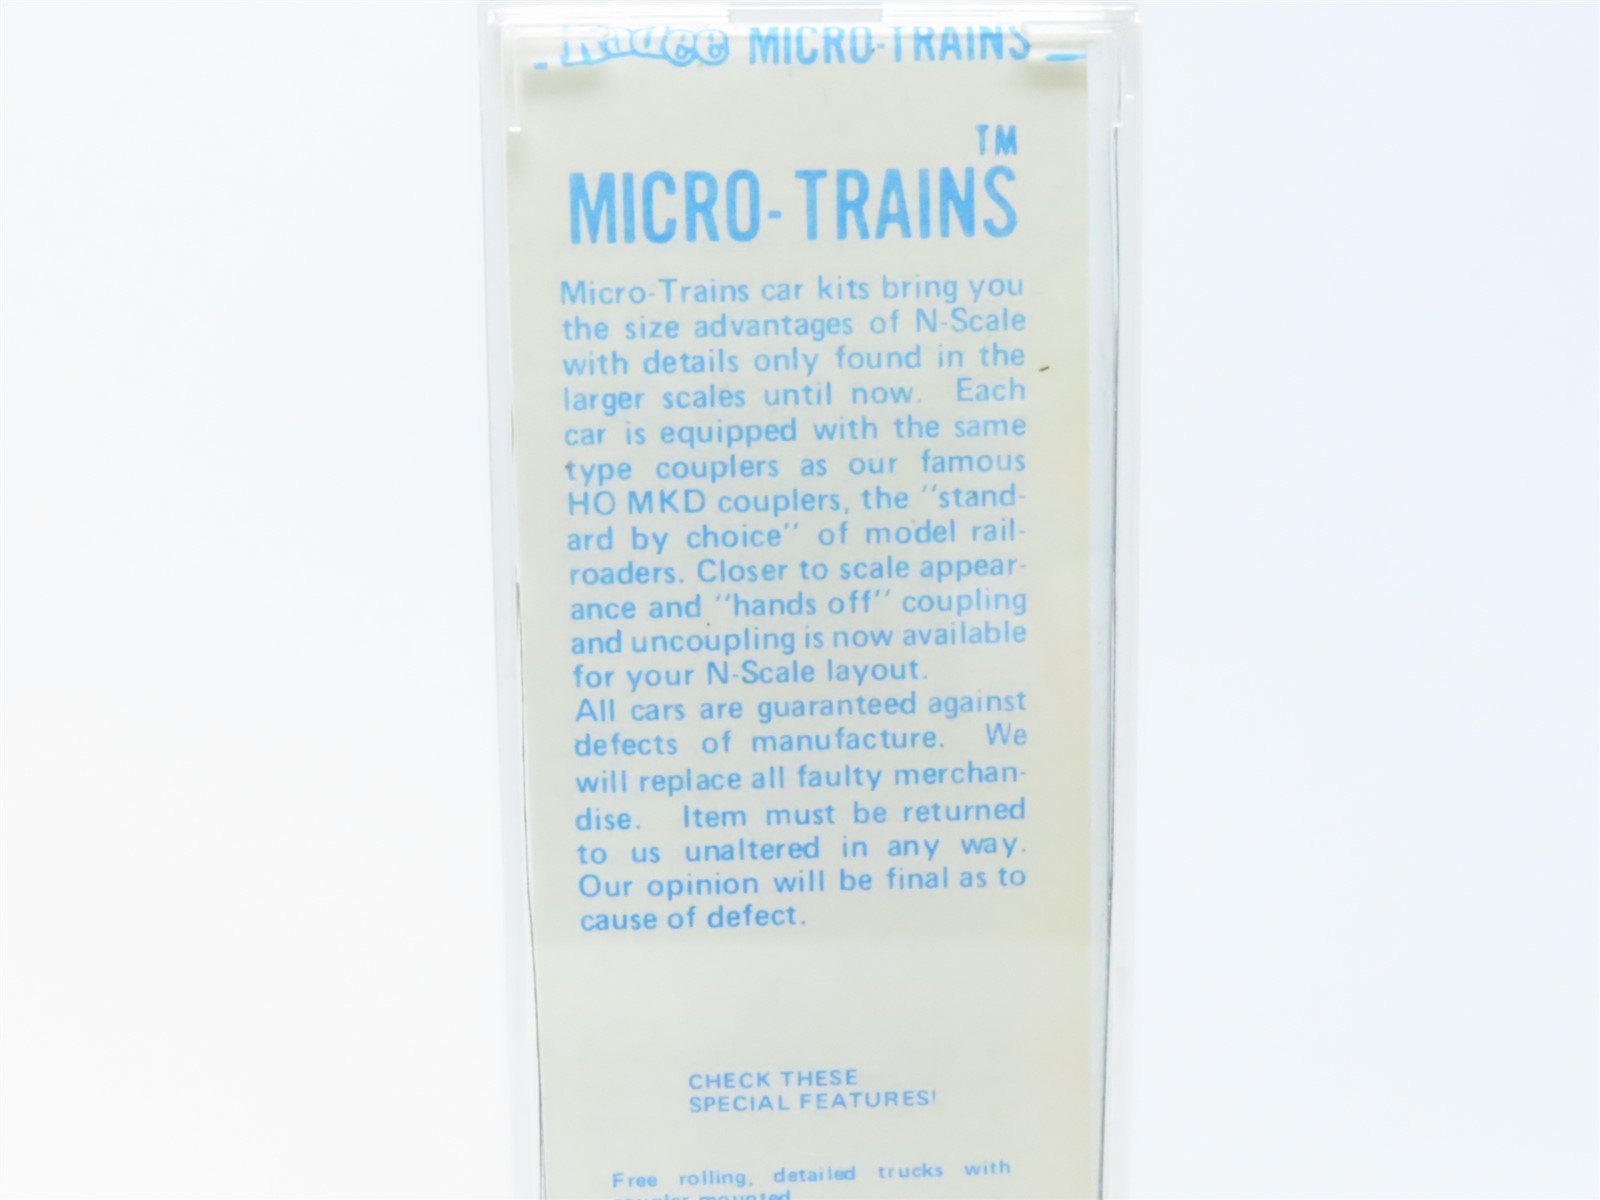 Kadee MICRO-TRAINS
TM
MICRO-TRAINS
Micro-Trains car kits bring you
the size advantages of N-Scale
with details only found in the
larger scales until now. Each
car is equipped with the same
type couplers as our famous
HO MKD couplers, the "stand-
ard by choice" of model rail-
roaders. Closer to scale appear-
ance and "hands off" coupling
and uncoupling is now available
for your N-Scale layout.
All cars are guaranteed against
defects of manufacture. We
will replace all faulty merchan-
dise. Item must be returned
to us unaltered in any way.
Our opinion will be final as to
cause of defect.
CHECK THESE
SPECIAL FEATURES!
Free rolling, detailed trucks with
coupler mounted